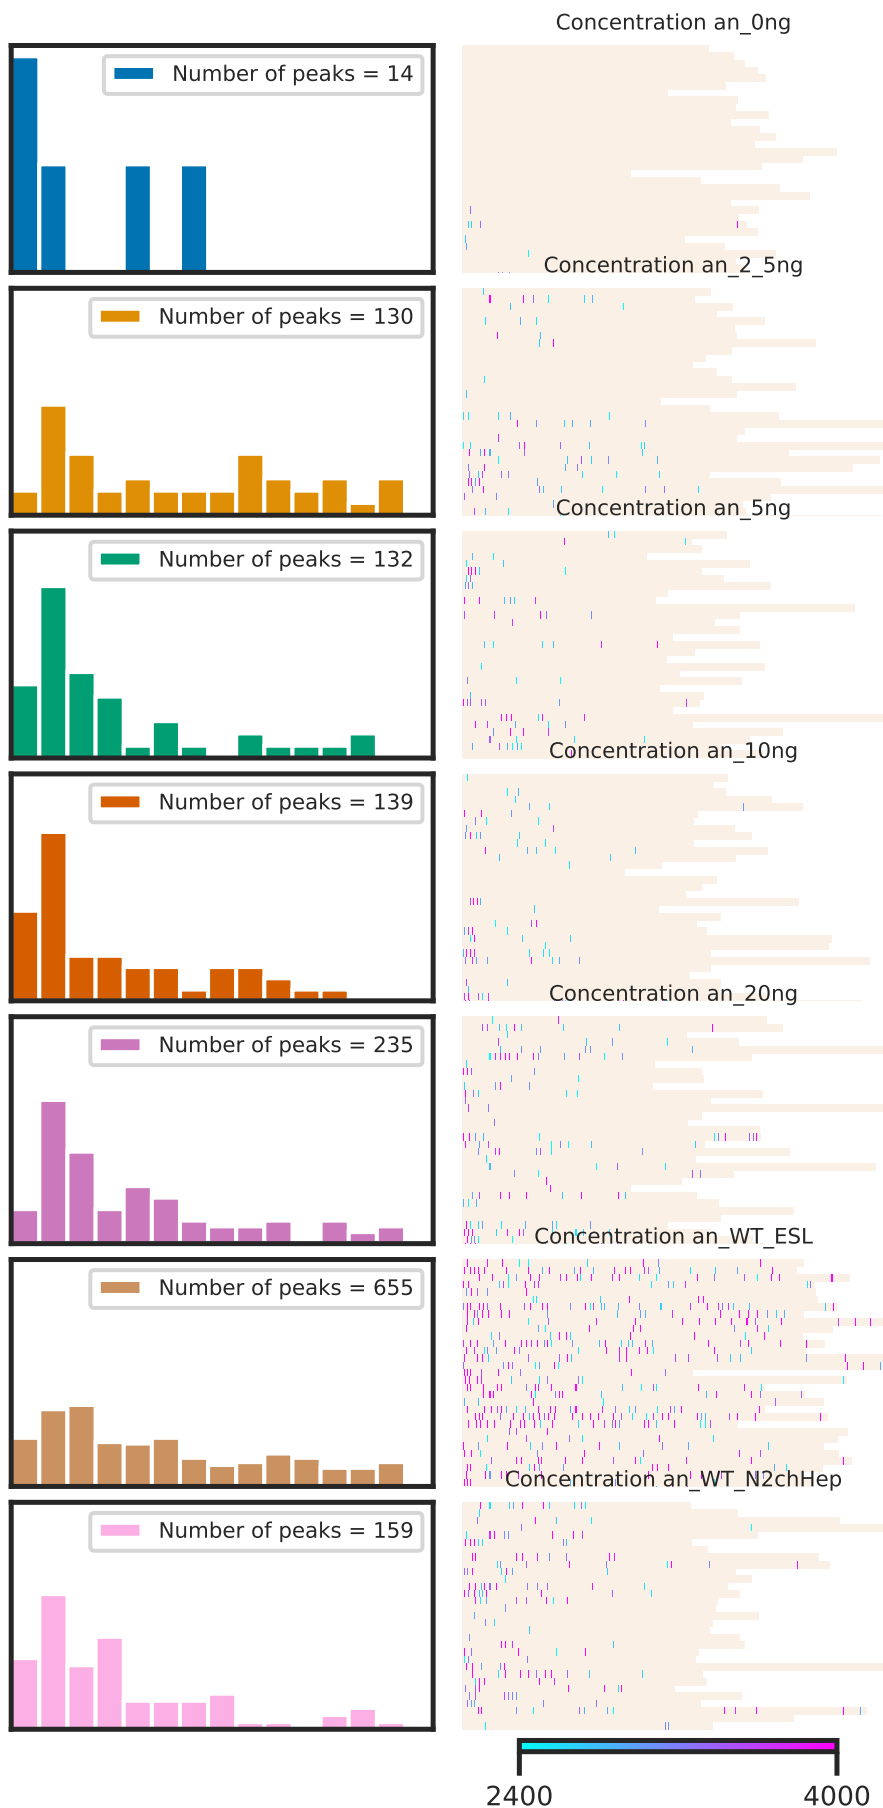 Concentration an_0ng
Number of peaks = 14
Concentration an_2_5ng
Number of peaks = 130
Concentration an_5ng
Number of peaks = 132
Concentration an_10ng
Number of peaks = 139
Concentration an_20ng
Number of peaks = 235
Concentration an_WT_ESL
Number of peaks = 655
Concentration an_WT_N2chHep
Number of peaks = 159
2400 4000